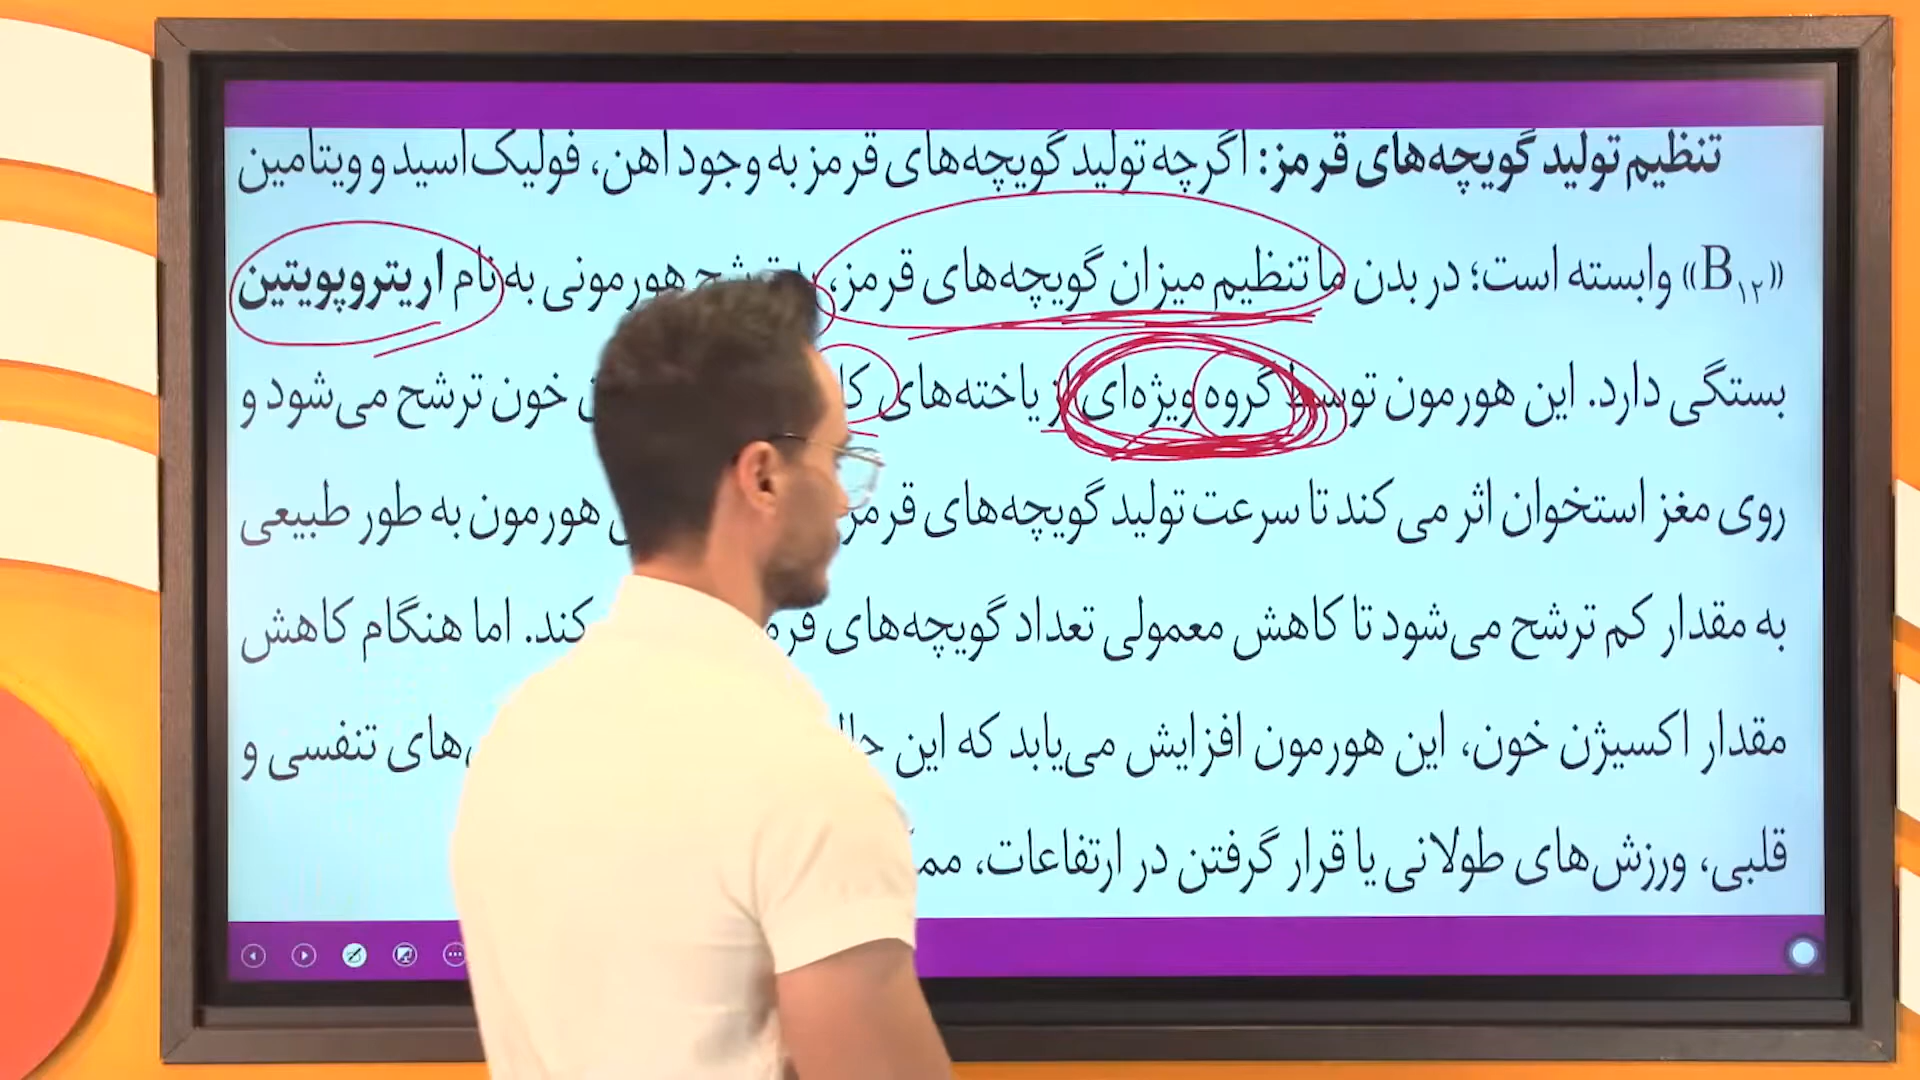 تنظیم تولید گویچه‌های قرمز: اگرچه تولید گویچه‌های قرمز به وجود آهن، فولیک‌اسید و ویتامین
«B۱۲» وابسته است؛ در بدن ما تنظیم میزان گویچه‌های قرمز، به ترشح هورمونی به نام اریتروپویتین
بستگی دارد. این هورمون توسط گروه ویژه‌ای از یاخته‌های خون ترشح می‌شود و
روی مغز استخوان اثر می کند تا سرعت تولید گویچه‌های قرمز هورمون به طور طبیعی
به مقدار کم ترشح می‌شود تا کاهش معمولی تعداد گویچه‌های کند. اما هنگام کاهش
مقدار اکسیژن خون، این هورمون افزایش می‌یابد که این تنفسی و
قلبی، ورزش‌های طولانی یا قرار گرفتن در ارتفاعات،